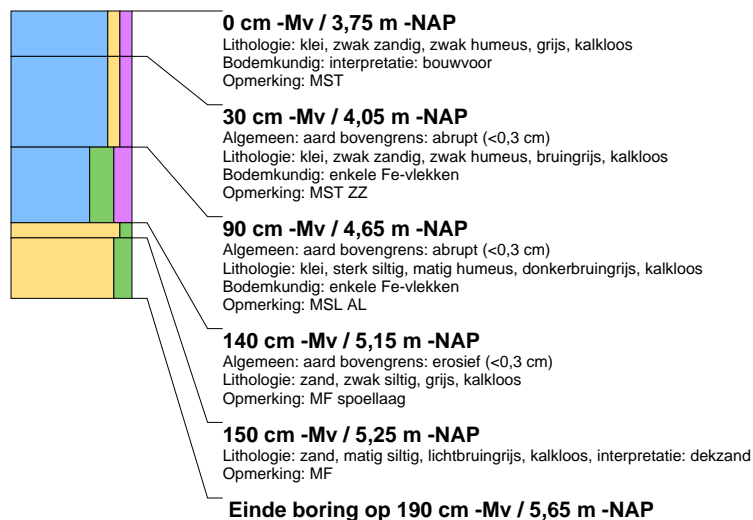 0 cm -Mv / 3,75 m -NAP
Lithologie: klei, zwak zandig, zwak humeus, grijs, kalkloos
Bodemkundig: interpretatie: bouwvoor
Opmerking: MST
30 cm -Mv / 4,05 m -NAP
Algemeen: aard bovengrens: abrupt (<0,3 cm)
Lithologie: klei, zwak zandig, zwak humeus, bruingrijs, kalkloos
Bodemkundig: enkele Fe-vlekken
Opmerking: MST ZZ
90 cm -Mv / 4,65 m -NAP
Algemeen: aard bovengrens: abrupt (<0,3 cm)
Lithologie: klei, sterk siltig, matig humeus, donkerbruingrijs, kalkloos
Bodemkundig: enkele Fe-vlekken
Opmerking: MSL AL
140 cm -Mv / 5,15 m -NAP
Algemeen: aard bovengrens: erosief (<0,3 cm)
Lithologie: zand, zwak siltig, grijs, kalkloos
Opmerking: MF spoellaag
150 cm -Mv / 5,25 m -NAP
Lithologie: zand, matig siltig, lichtbruingrijs, kalkloos, interpretatie: dekzand
Opmerking: MF
Einde boring op 190 cm -Mv / 5,65 m -NAP